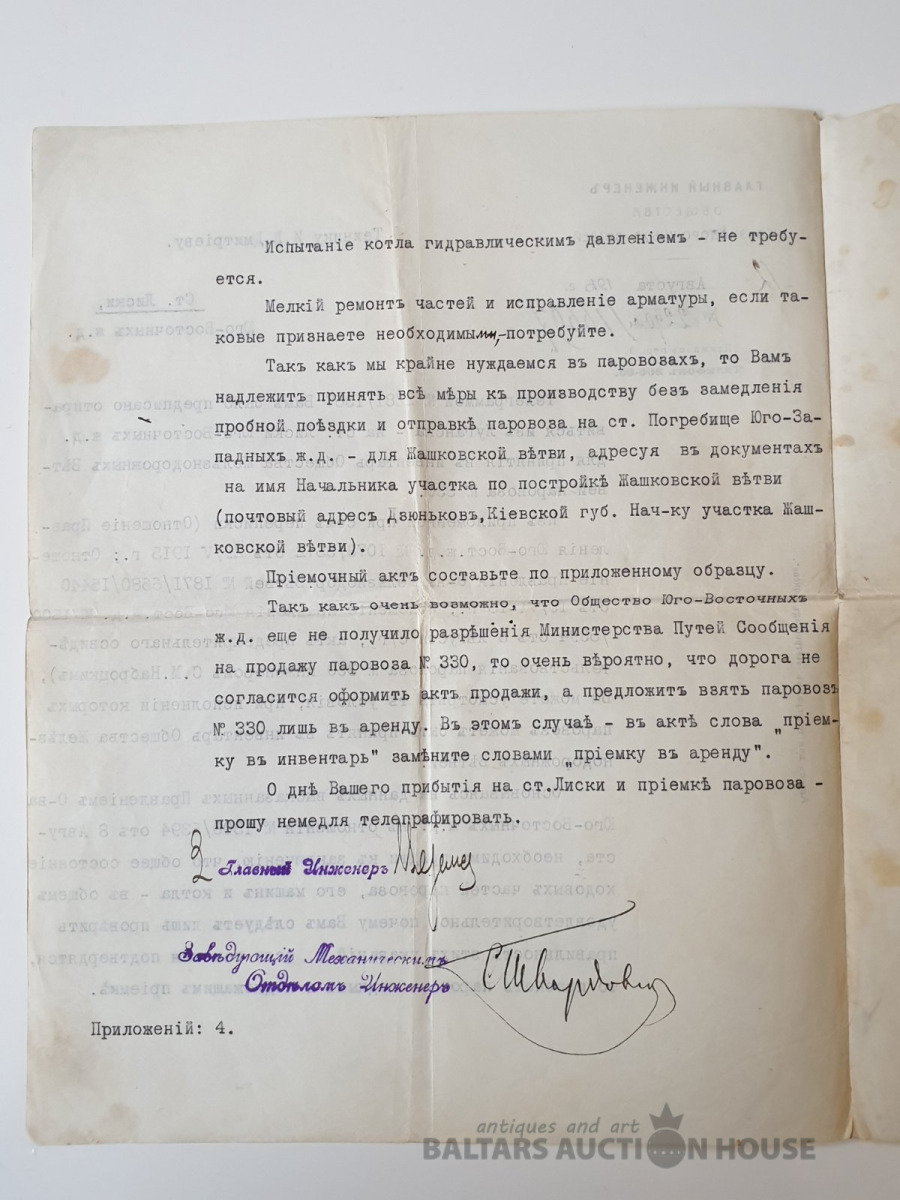 Испытаніе котла гидравлическимъ давленіемъ - не требу-
ется.
Мелкій ремонтъ частей и исправленіе арматуры, если та-
ковые признаете необходимыми,-потребуйте.
Такъ какъ мы крайне нуждаемся въ паровозахъ, то Вамъ
надлежитъ принять всѣ мѣры къ производству безъ замедленія
пробной поѣздки и отправкѣ паровоза на ст. Погребище Юго-За-
падныхъ ж.д. - для Жашковской вѣтви, адресуя въ документахъ
на имя Начальника участка по постройкѣ Жашковской вѣтви
(почтовый адресъ Дзюньковъ,Кіевской губ. Нач-ку участка Жаш-
ковской вѣтви).
Пріемочный актъ составьте по приложенному образцу.
Такъ какъ очень возможно, что Общество Юго-Восточныхъ
ж.д. еще не получило разрѣшенія Министерства Путей Сообщенія
на продажу паровоза № 330, то очень вѣроятно, что дорога не
согласится оформить актъ продажи, а предложитъ взять паровозъ
№ 330 лишь въ аренду. Въ этомъ случаѣ - въ актѣ слова „пріем-
ку въ инвентарь" замѣните словами „пріемку въ аренду".
О днѣ Вашего прибытія на ст.Лиски и пріемкѣ паровоза -
прошу немедля телеграфировать.
Главный Инженеръ
Завѣдующій Механическимъ
Отдѣломъ Инженеръ
Приложеній: 4.
antiques and art
BALTARS AUCTION HOUSE